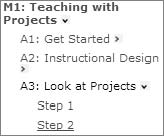 M1: Teaching with
Projects
A1: Get Started
A2: Instructional Design
A3: Look at Projects
Step 1
Step 2